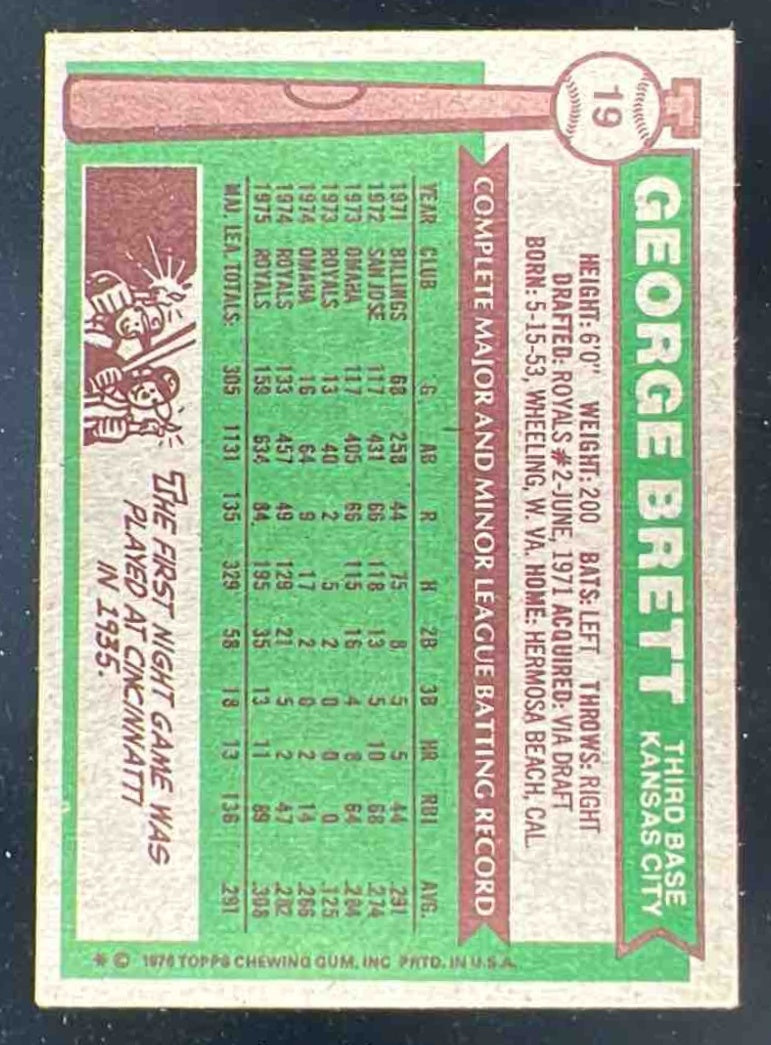 19
GEORGE BRETT
THIRD BASE
KANSAS CITY
HEIGHT: 6'0" WEIGHT: 200 BATS: LEFT THROWS: RIGHT
DRAFTED: ROYALS #2-JUNE, 1971 ACQUIRED: VIA DRAFT
BORN: 5-15-53, WHEELING, W. VA. HOME: HERMOSA BEACH, CAL.
COMPLETE MAJOR AND MINOR LEAGUE BATTING RECORD
YEAR CLUB G AB R H 2B 3B HR RBI AVG.
1971 BILLINGS 68 258 44 75 8 5 5 44 .291
1972 SAN JOSE 117 431 66 118 13 5 10 68 .274
1973 OMAHA 117 405 66 115 16 4 8 64 .284
1973 ROYALS 13 40 2 5 2 0 0 0 .125
1974 OMAHA 16 64 9 17 2 0 2 14 .266
1974 ROYALS 133 457 49 129 21 5 2 47 .282
1975 ROYALS 159 634 84 195 35 13 11 89 .308
MAJ. LEA. TOTALS: 305 1131 135 329 58 18 13 136 .291
THE FIRST NIGHT GAME WAS
PLAYED AT CINCINNATTI
IN 1935.
* © 1976 TOPPS CHEWING GUM, INC PRTD. IN U.S.A.